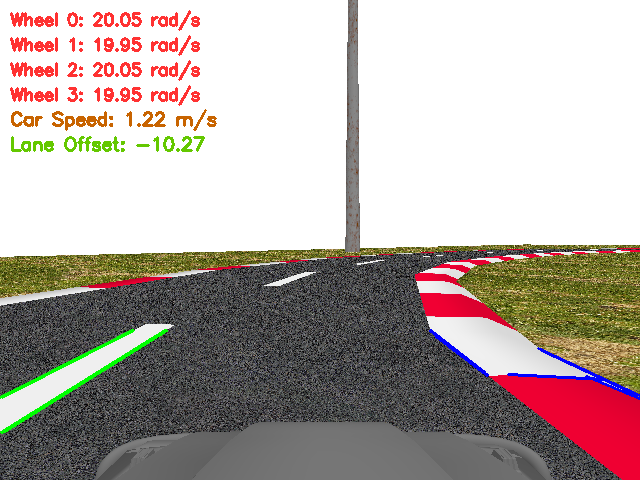 Wheel 0: 20.05 rad/s
Wheel 1: 19.95 rad/s
Wheel 2: 20.05 rad/s
Wheel 3: 19.95 rad/s
Car Speed: 1.22 m/s
Lane Offset: -10.27